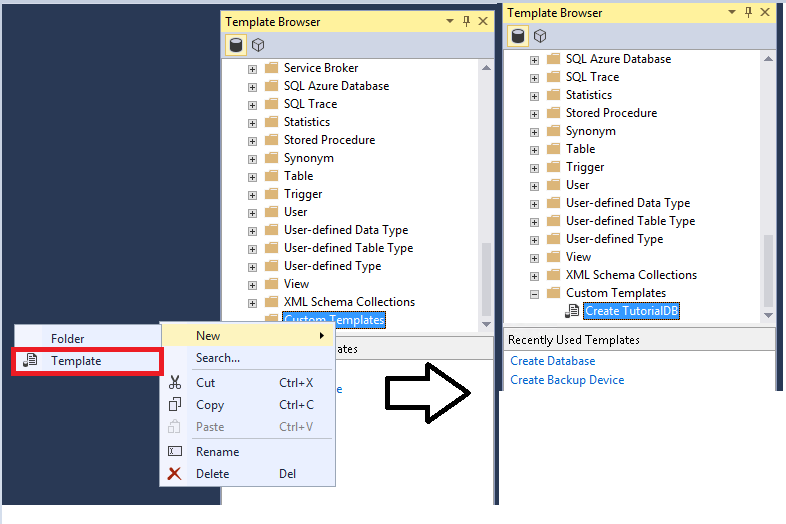 Template Browser
Service Broker
SQL Azure Database
SQL Trace
Statistics
Stored Procedure
Synonym
Table
Trigger
User
User-defined Data Type
User-defined Table Type
User-defined Type
View
XML Schema Collections
Custom Templates
Folder
Template
New
Search...
Cut Ctrl+X
Copy Ctrl+C
Paste Ctrl+V
Rename
Delete Del
Template Browser
SQL Azure Database
SQL Trace
Statistics
Stored Procedure
Synonym
Table
Trigger
User
User-defined Data Type
User-defined Table Type
User-defined Type
View
XML Schema Collections
Custom Templates
Create TutorialDB
Recently Used Templates
Create Database
Create Backup Device